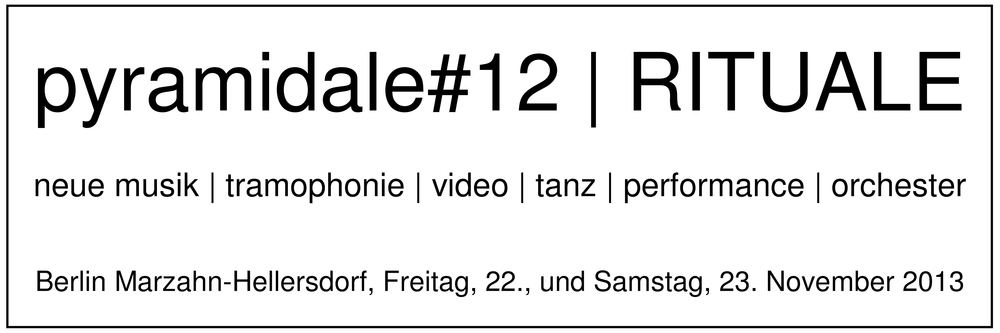 pyramidale#12 | RITUALE
neue musik | tramophonie | video | tanz | performance | orchester
Berlin Marzahn-Hellersdorf, Freitag, 22., und Samstag, 23. November 2013